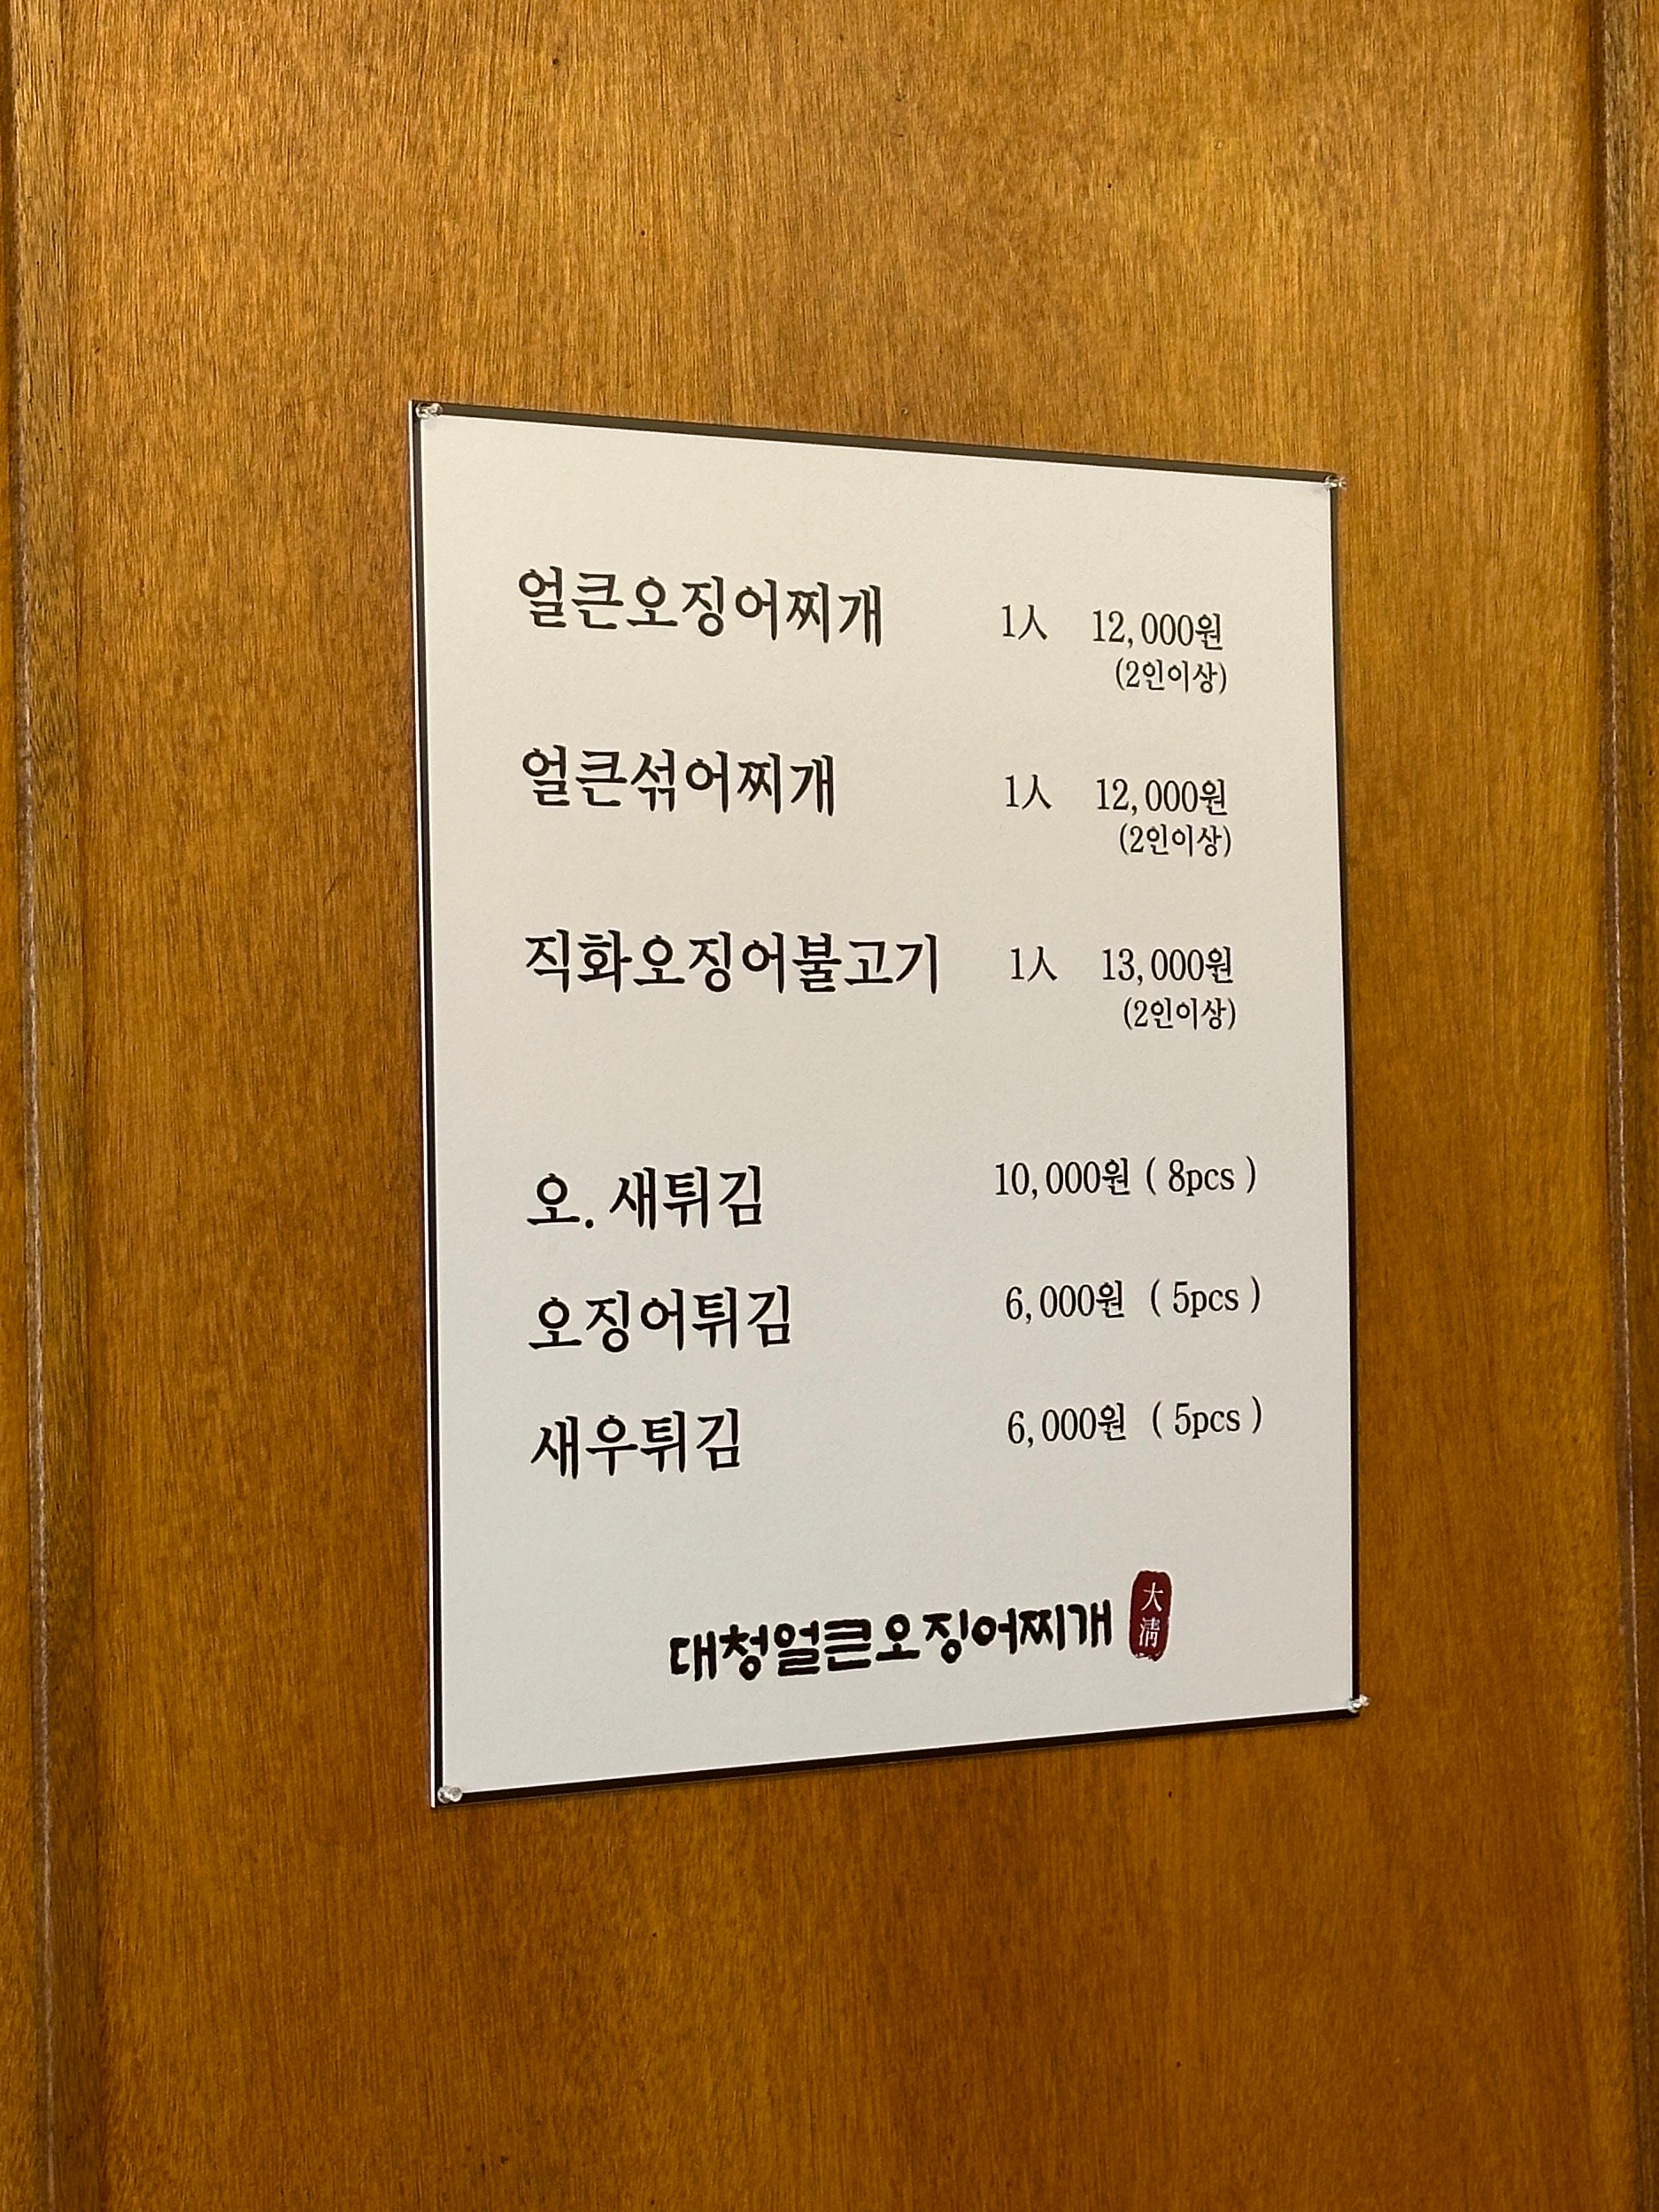 얼큰오징어찌개 1人 12,000원
(2인이상)
얼큰섞어찌개 1人 12,000원
(2인이상)
직화오징어불고기 1人 13,000원
(2인이상)
오. 새튀김 10,000원 ( 8pcs )
오징어튀김 6,000원 ( 5pcs )
새우튀김 6,000원 ( 5pcs )
대청얼큰오징어찌개 大淸